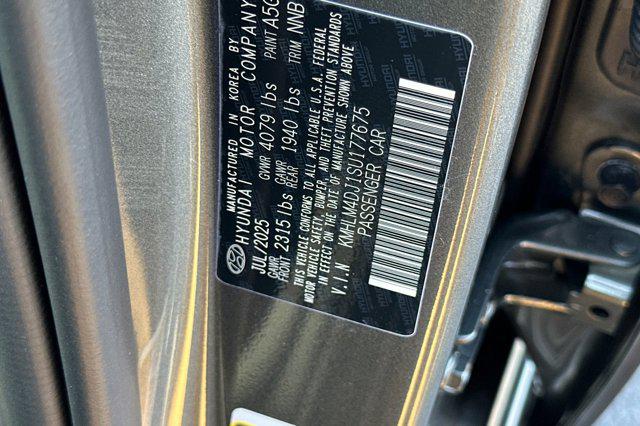 MANUFACTURED IN KOREA BY
HYUNDAI MOTOR COMPANY
JUL/2025 GVWR 4079 lbs PAINT A5G
GAWR FRONT 2315 lbs GAWR REAR 1940 lbs TRIM NNB
THIS VEHICLE CONFORMS TO ALL APPLICABLE U.S.A. FEDERAL
MOTOR VEHICLE SAFETY, BUMPER, AND THEFT PREVENTION STANDARDS
IN EFFECT ON THE DATE OF MANUFACTURE SHOWN ABOVE
V.I.N KMHLM4DJ1SU177675
PASSENGER CAR